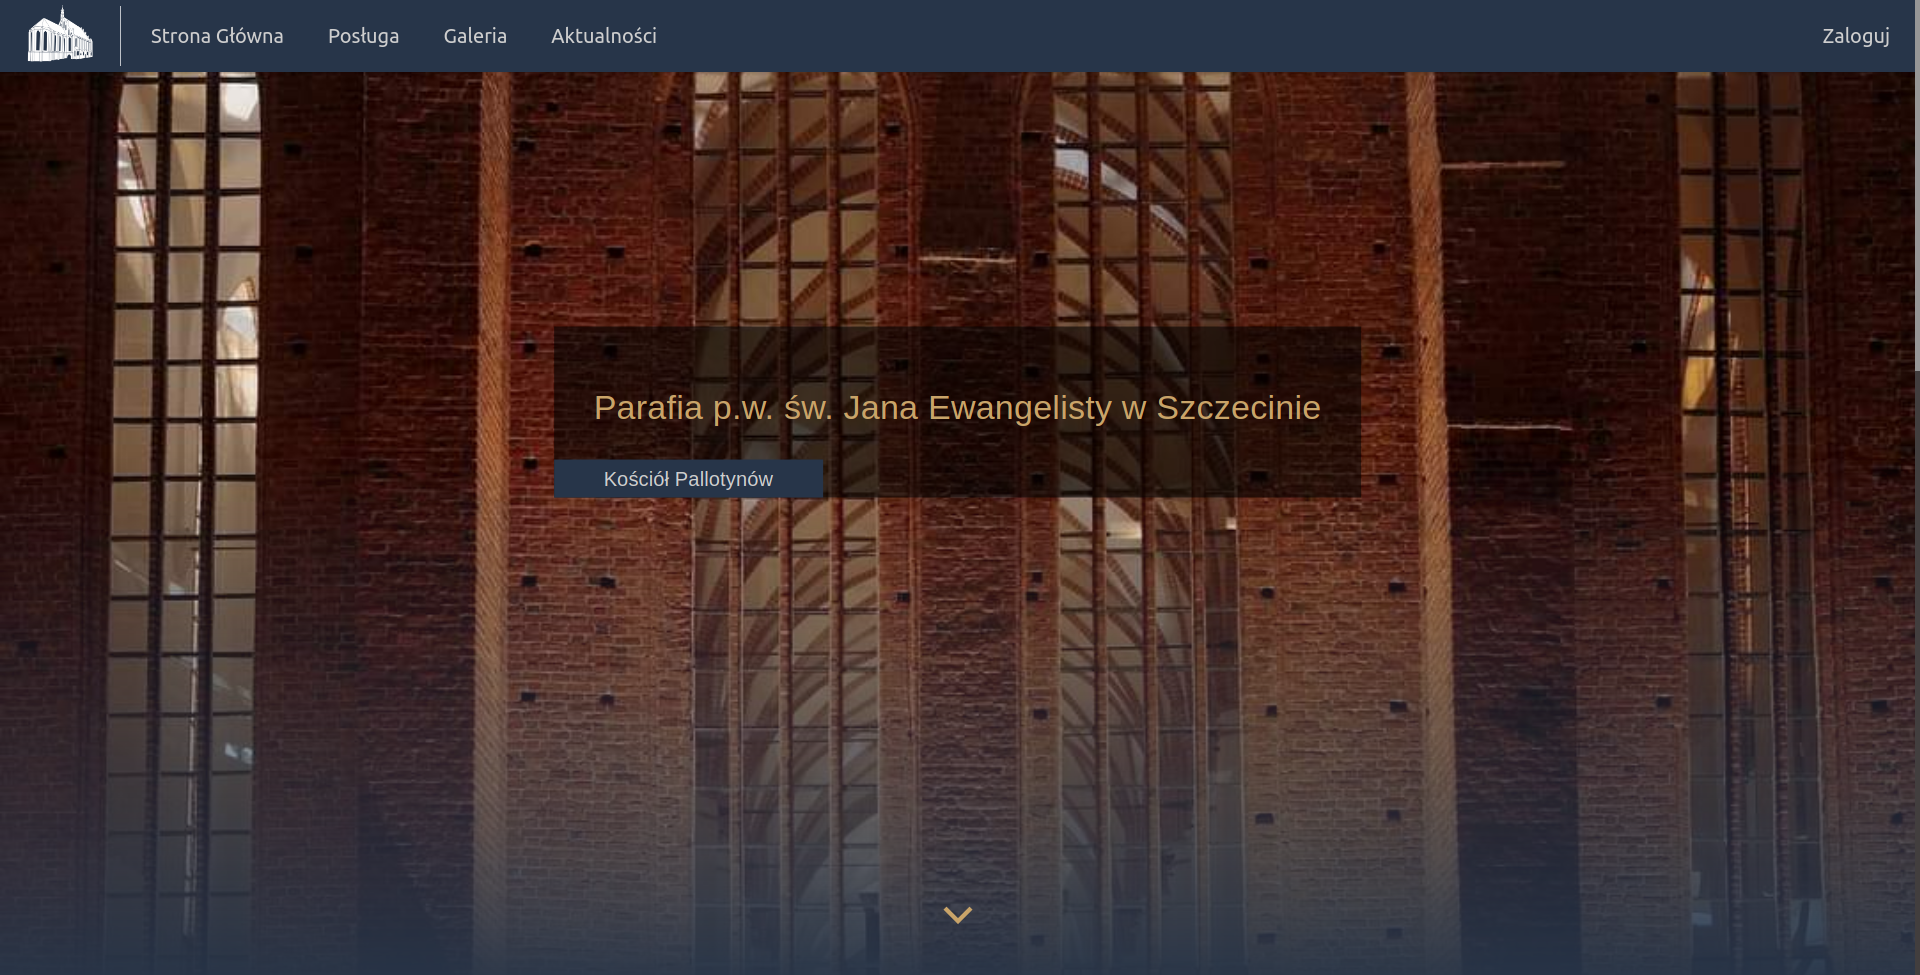 Strona Główna
Posługa
Galeria
Aktualności
Zaloguj
Parafia p.w. św. Jana Ewangelisty w Szczecinie
Kościół Pallotynów